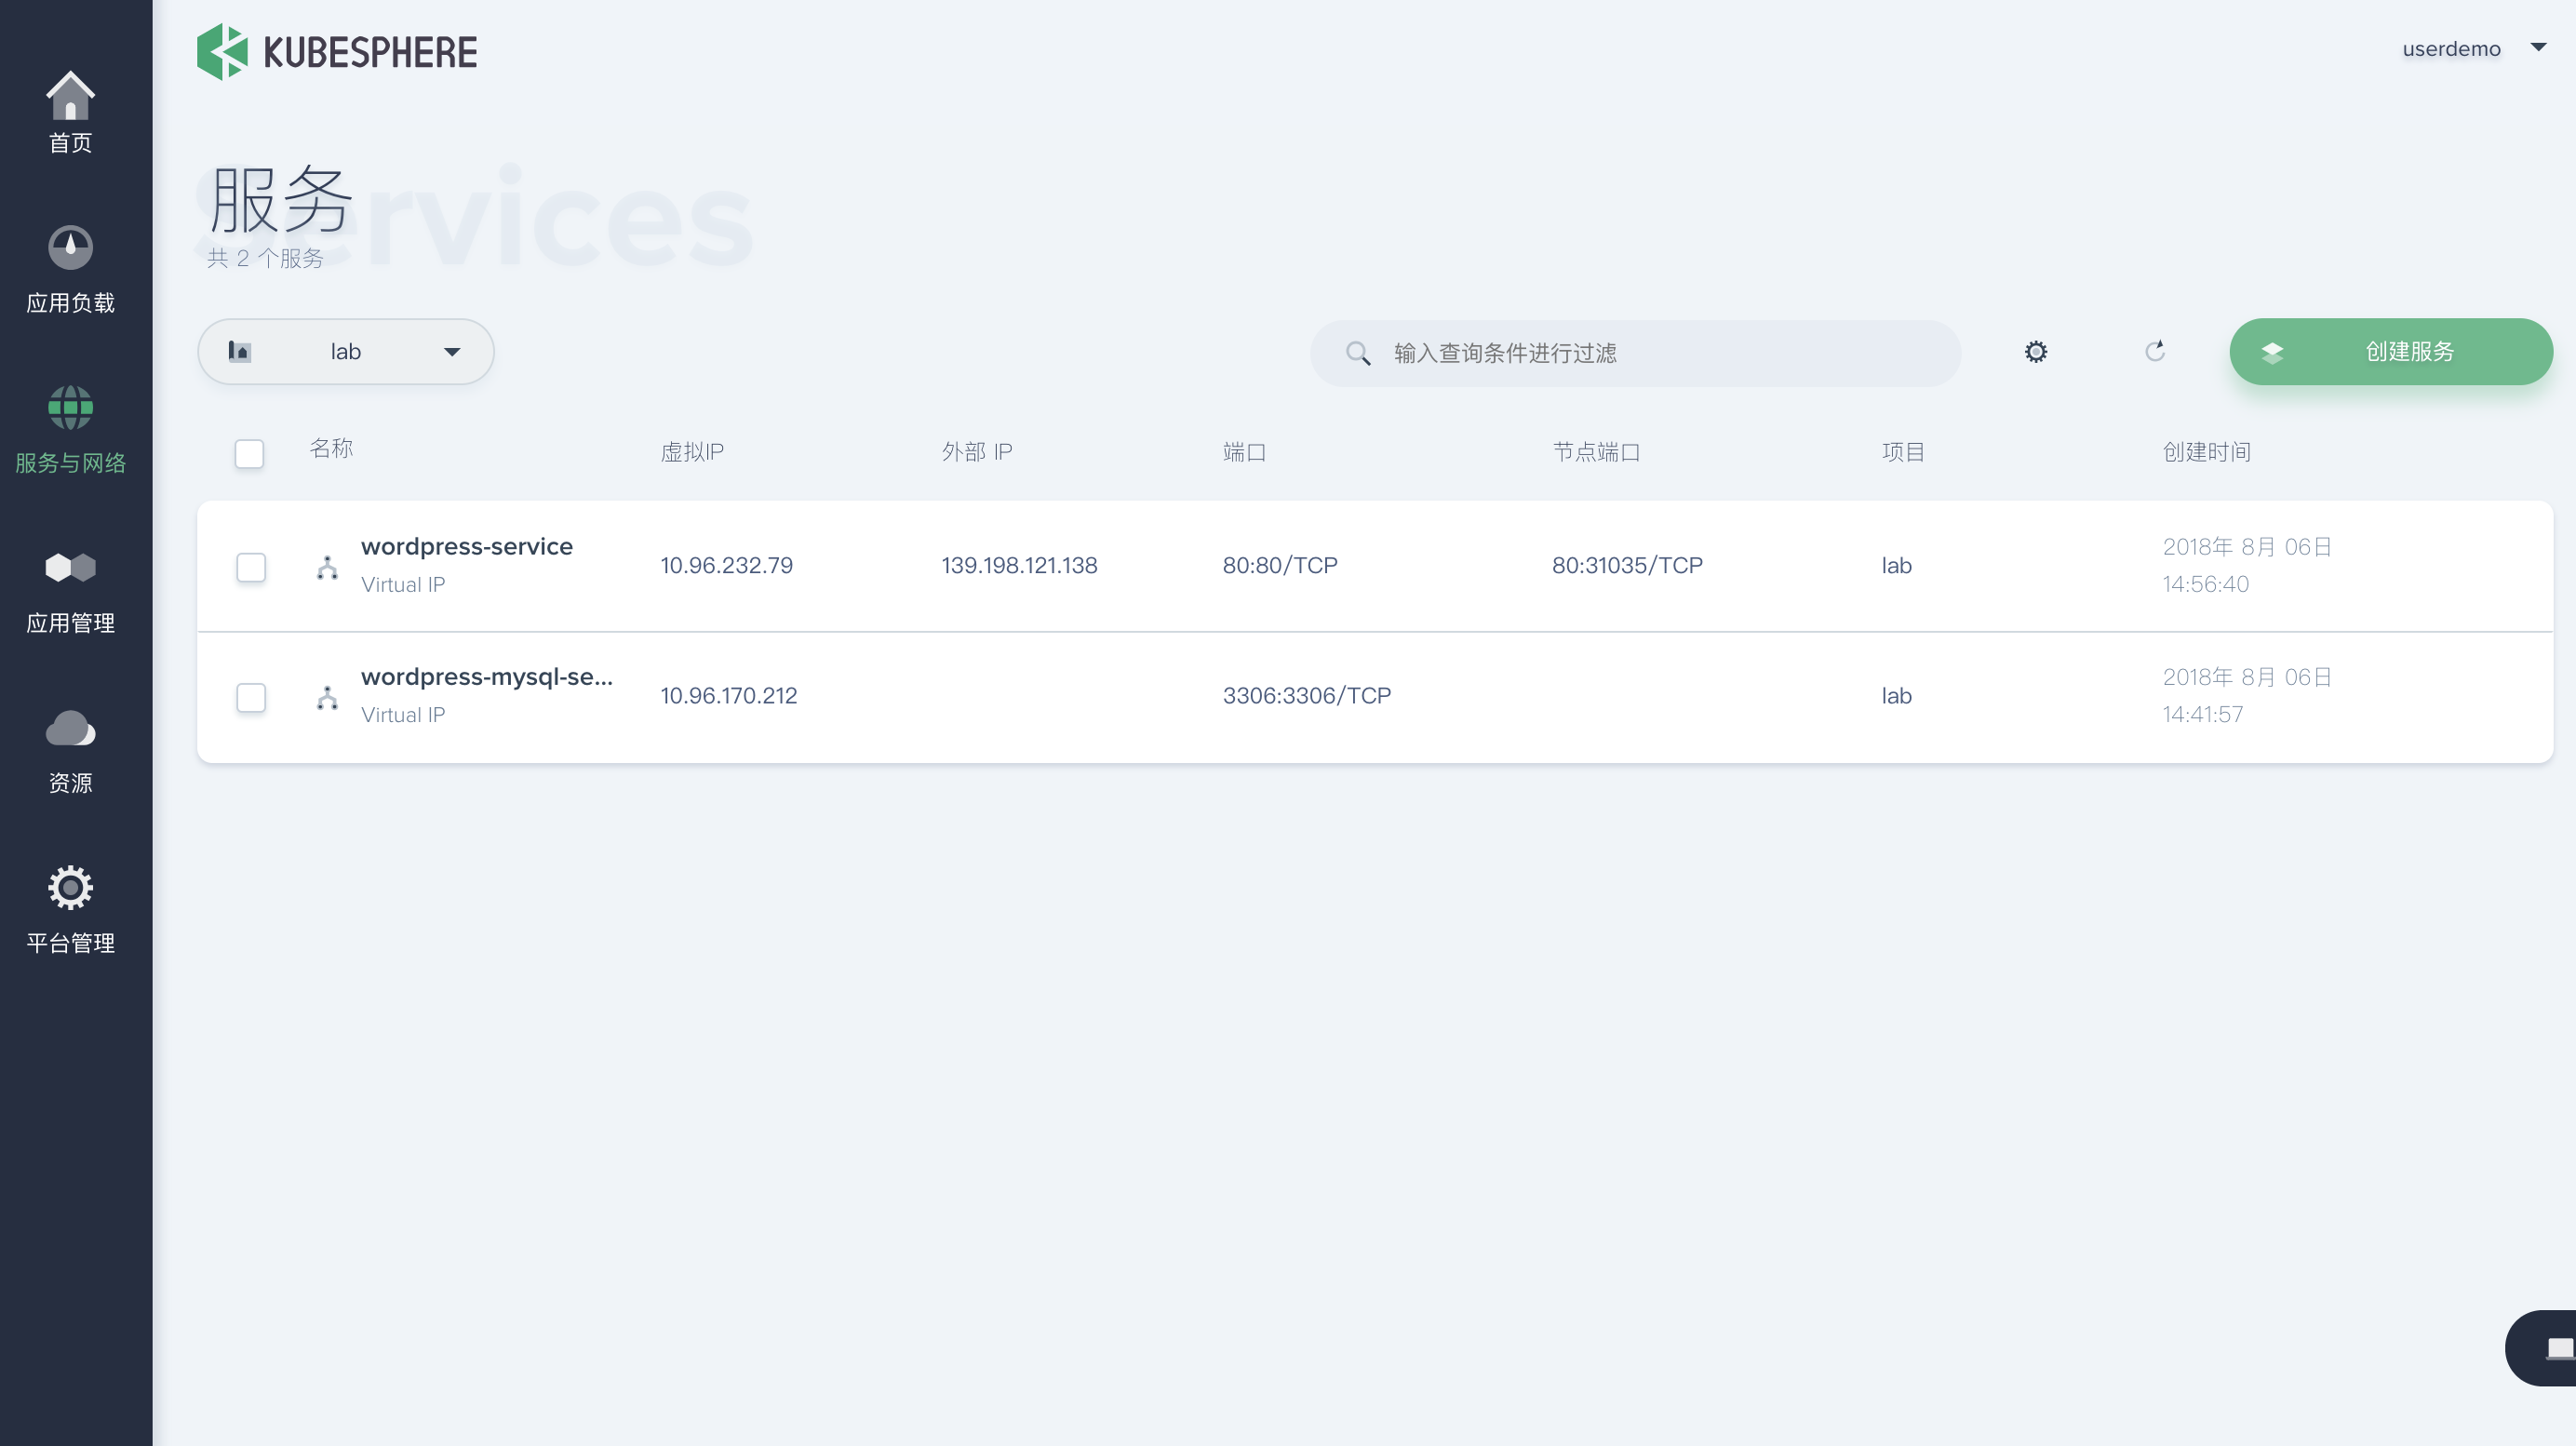 KUBESPHERE
userdemo
首页
应用负载
服务与网络
应用管理
资源
平台管理
Services
服务
共 2 个服务
lab
输入查询条件进行过滤
创建服务
名称 虚拟IP 外部 IP 端口 节点端口 项目 创建时间
wordpress-service
Virtual IP
10.96.232.79 139.198.121.138 80:80/TCP 80:31035/TCP lab
2018年 8月 06日
14:56:40
wordpress-mysql-se...
Virtual IP
10.96.170.212 3306:3306/TCP lab
2018年 8月 06日
14:41:57